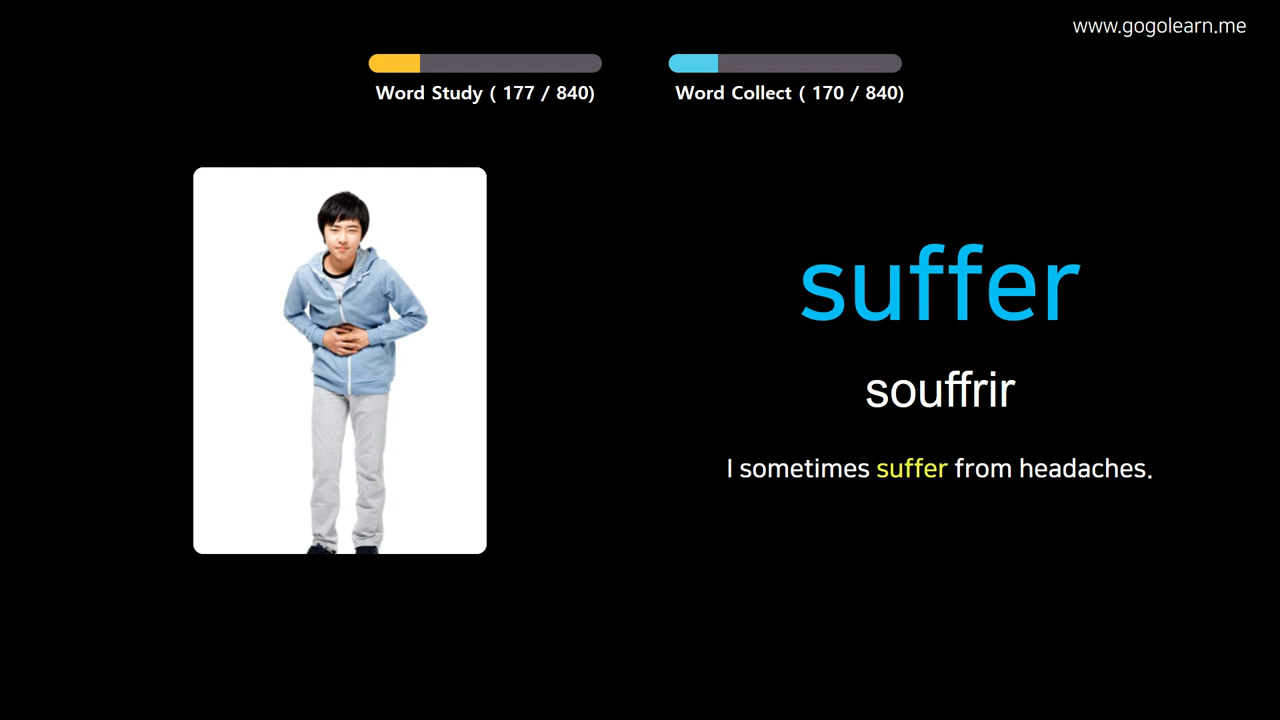 www.gogolearn.me
Word Study ( 177 / 840)
Word Collect ( 170 / 840)
suffer
souffrir
I sometimes suffer from headaches.